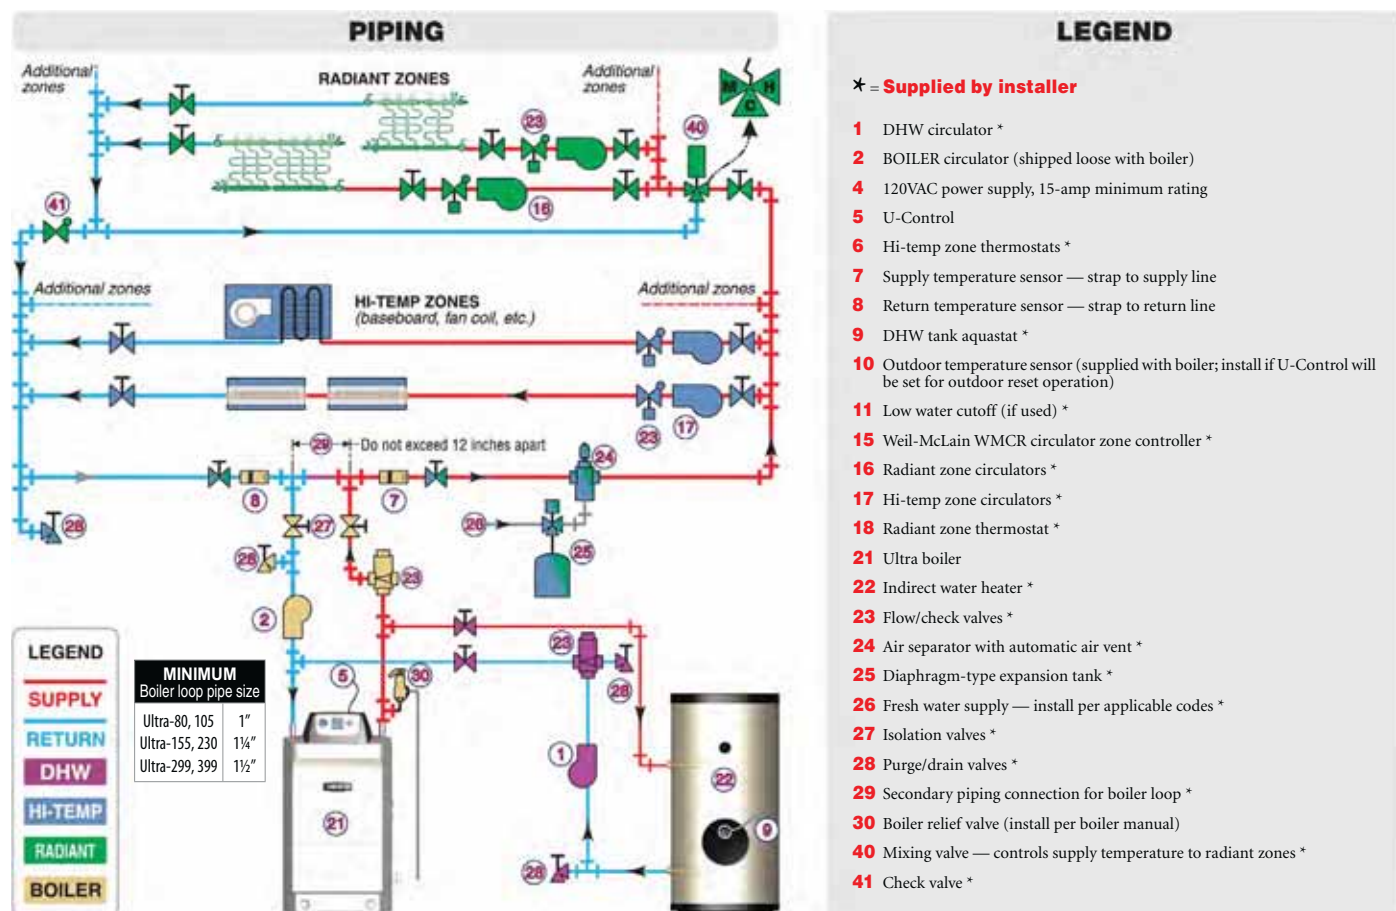 PIPING
Additional
zones
RADIANT ZONES
Additional
zones
M H
C
23
40
16
41
Additional zones
HI-TEMP ZONES
(baseboard, fan coil, etc.)
Additional zones
23
17
29
Do not exceed 12 inches apart
24
8
7
28
27
26
25
28
23
2
23
5
30
28
1
22
21
9
28
LEGEND
SUPPLY
RETURN
DHW
HI-TEMP
RADIANT
BOILER
MINIMUM
Boiler loop pipe size
Ultra-80, 105 1"
Ultra-155, 230 1¼"
Ultra-299, 399 1½"
LEGEND
* = Supplied by installer
1 DHW circulator *
2 BOILER circulator (shipped loose with boiler)
4 120VAC power supply, 15-amp minimum rating
5 U-Control
6 Hi-temp zone thermostats *
7 Supply temperature sensor — strap to supply line
8 Return temperature sensor — strap to return line
9 DHW tank aquastat *
10 Outdoor temperature sensor (supplied with boiler; install if U-Control will
be set for outdoor reset operation)
11 Low water cutoff (if used) *
15 Weil-McLain WMCR circulator zone controller *
16 Radiant zone circulators *
17 Hi-temp zone circulators *
18 Radiant zone thermostat *
21 Ultra boiler
22 Indirect water heater *
23 Flow/check valves *
24 Air separator with automatic air vent *
25 Diaphragm-type expansion tank *
26 Fresh water supply — install per applicable codes *
27 Isolation valves *
28 Purge/drain valves *
29 Secondary piping connection for boiler loop *
30 Boiler relief valve (install per boiler manual)
40 Mixing valve — controls supply temperature to radiant zones *
41 Check valve *